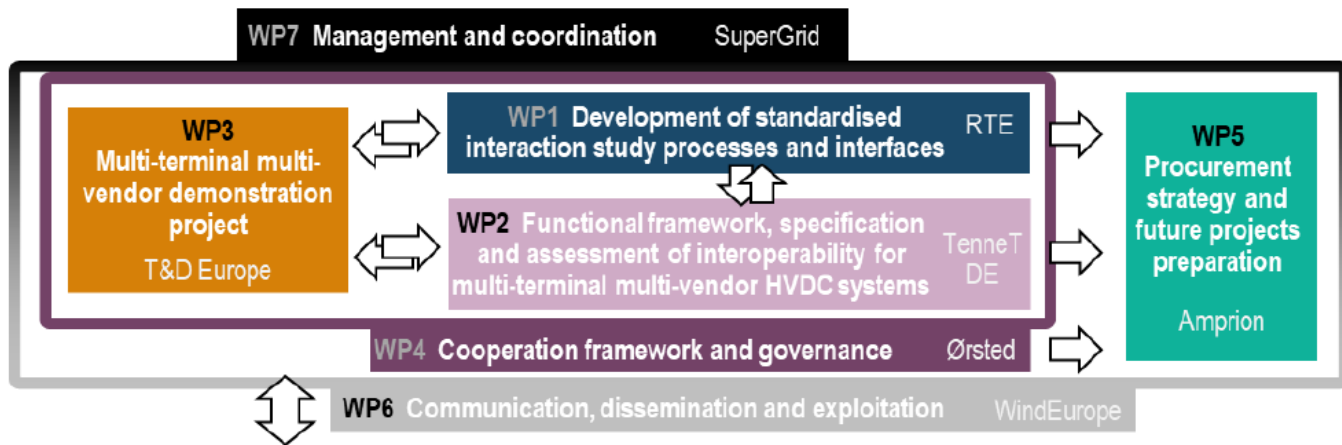 WP7 Management and coordination SuperGrid
WP3
Multi-terminal multi-
vendor demonstration
project
T&D Europe
WP1 Development of standardised
interaction study processes and interfaces
RTE
WP2 Functional framework, specification
and assessment of interoperability for
multi-terminal multi-vendor HVDC systems
TenneT
DE
WP5
Procurement
strategy and
future projects
preparation
Amprion
WP4 Cooperation framework and governance Ørsted
WP6 Communication, dissemination and exploitation WindEurope